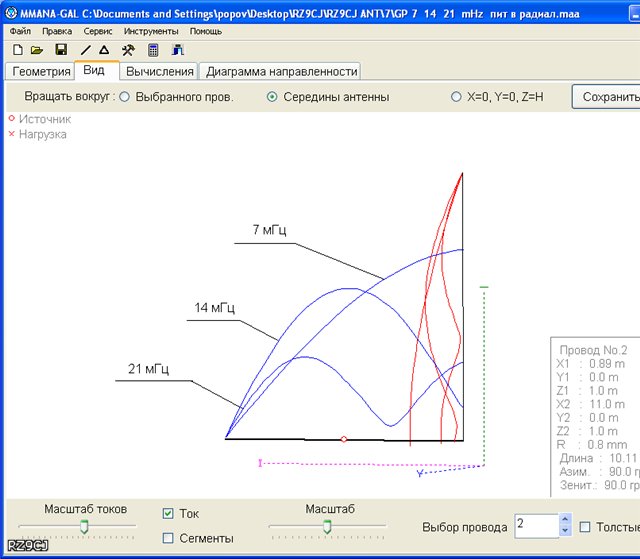 MMANA-GAL C:\Documents and Settings\popov\Desktop\RZ9CJ\RZ9CJ ANT\7\GP 7 14 21 mHz пит в радиал.maa
Файл Правка Сервис Инструменты Помощь
Геометрия Вид Вычисления Диаграмма направленности
Вращать вокруг : Выбранного пров. Середины антенны X=0, Y=0, Z=H Сохранить
Источник
Нагрузка
7 мГц
14 мГц
21 мГц
Провод No.2
X1 : 0.89 m
Y1 : 0.0 m
Z1 : 1.0 m
X2 : 11.0 m
Y2 : 0.0 m
Z2 : 1.0 m
R : 0.8 mm
Длина : 10.11
Азим. : 90.0 гр
Зенит.: 90.0 гр
I
Y
Масштаб токов Ток Масштаб
Сегменты Выбор провода 2 Толстые
RZ9CJ